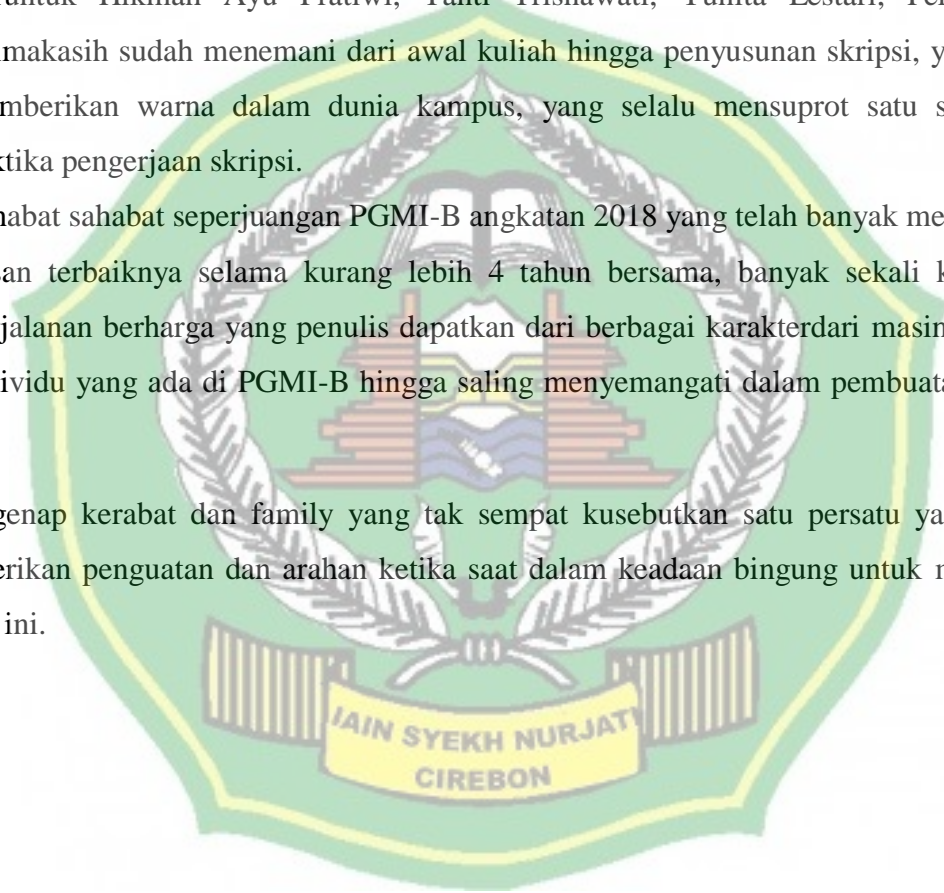 untuk Hikmah Ayu Pratiwi, Yanti Trisnawati, Yunita Lestari,
makasih sudah menemani dari awal kuliah hingga penyusunan skripsi,
mberikan warna dalam dunia kampus, yang selalu mensuprot satu
ktika pengerjaan skripsi.
habat sahabat seperjuangan PGMI-B angkatan 2018 yang telah banyak me
san terbaiknya selama kurang lebih 4 tahun bersama, banyak sekali
jalanan berharga yang penulis dapatkan dari berbagai karakterdari masin
ividu yang ada di PGMI-B hingga saling menyemangati dalam pembuata
genap kerabat dan family yang tak sempat kusebutkan satu persatu ya
erikan penguatan dan arahan ketika saat dalam keadaan bingung untuk
ini.
IAIN SYEKH NURJATI
CIREBON